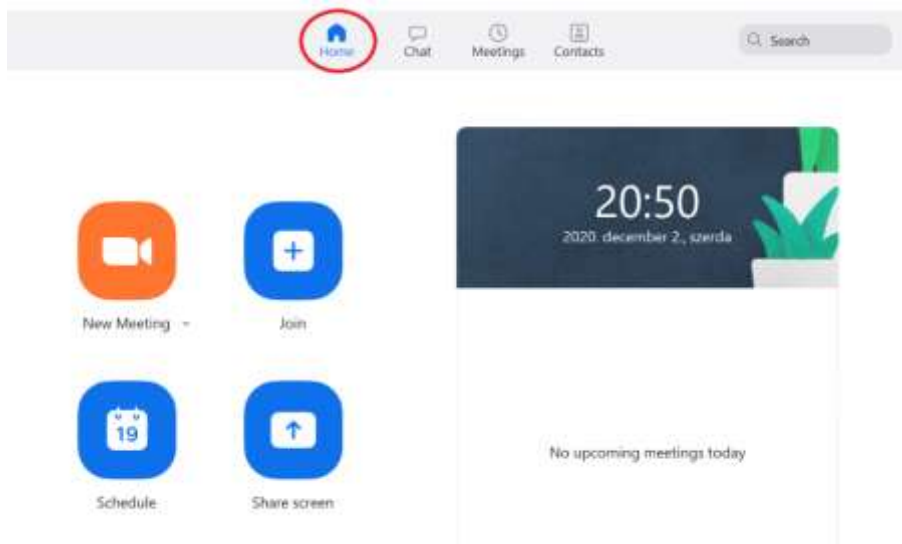 Home
Chat
Meetings
Contacts
Search
20:50
2020. december 2., szerda
New Meeting
Join
19
Schedule
Share screen
No upcoming meetings today